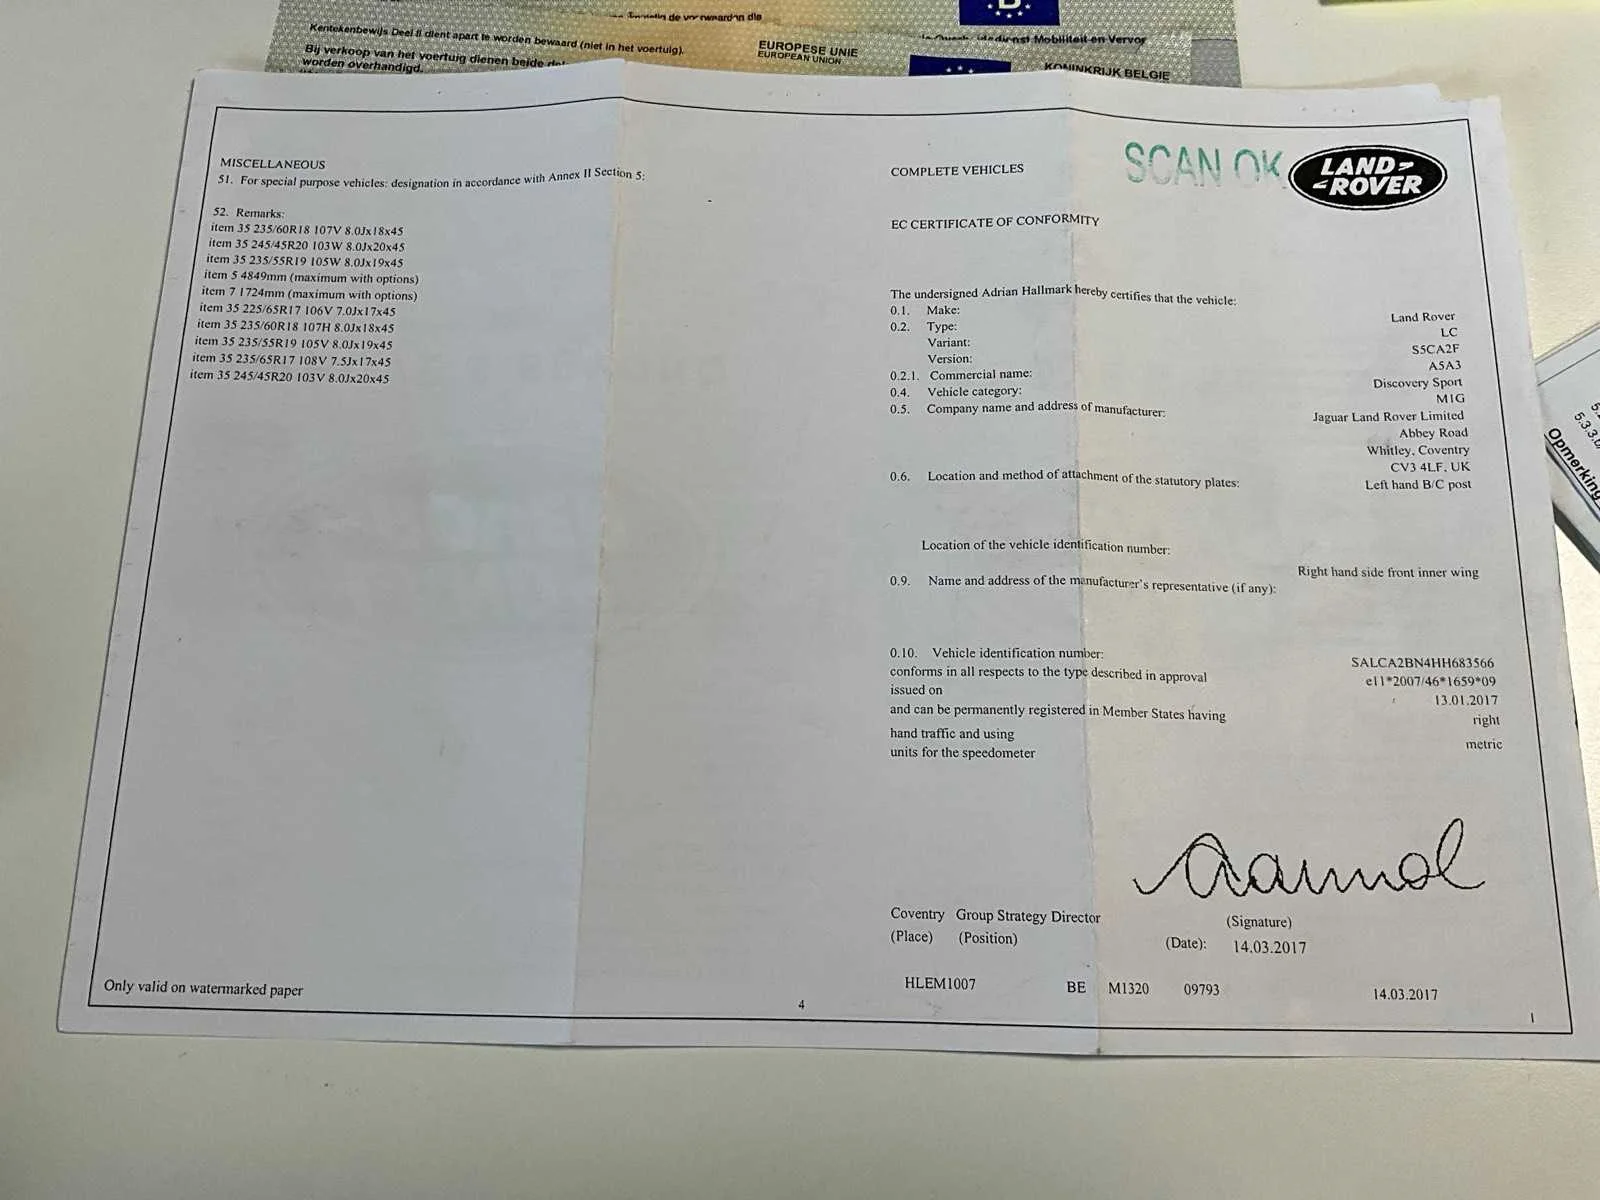 de voorwaarden die
Kentekenbewijs Deel II dient apart te worden bewaard (niet in het voertuig).
Bij verkoop van het voertuig dienen beide
worden overhandigd.
EUROPESE UNIE
EUROPEAN UNION
B
Mobiliteit en Vervoer
KONINKRIJK BELGIE
MISCELLANEOUS
51. For special purpose vehicles: designation in accordance with Annex II Section 5:
52. Remarks:
item 35 235/60R18 107V 8.0Jx18x45
item 35 245/45R20 103W 8.0Jx20x45
item 35 235/55R19 105W 8.0Jx19x45
item 5 4849mm (maximum with options)
item 7 1724mm (maximum with options)
item 35 225/65R17 106V 7.0Jx17x45
item 35 235/60R18 107H 8.0Jx18x45
item 35 235/55R19 105V 8.0Jx19x45
item 35 235/65R17 108V 7.5Jx17x45
item 35 245/45R20 103V 8.0Jx20x45
Only valid on watermarked paper
4
COMPLETE VEHICLES
SCAN OK
LAND
ROVER
EC CERTIFICATE OF CONFORMITY
The undersigned Adrian Hallmark hereby certifies that the vehicle:
0.1. Make: Land Rover
0.2. Type: LC
Variant: S5CA2F
Version: A5A3
0.2.1. Commercial name: Discovery Sport
0.4. Vehicle category: M1G
0.5. Company name and address of manufacturer: Jaguar Land Rover Limited
Abbey Road
Whitley, Coventry
CV3 4LF, UK
0.6. Location and method of attachment of the statutory plates: Left hand B/C post
Location of the vehicle identification number: Right hand side front inner wing
0.9. Name and address of the manufacturer's representative (if any):
0.10. Vehicle identification number: SALCA2BN4HH683566
conforms in all respects to the type described in approval e11*2007/46*1659*09
issued on 13.01.2017
and can be permanently registered in Member States having right
hand traffic and using metric
units for the speedometer
Coventry Group Strategy Director
(Signature)
(Place) (Position) (Date): 14.03.2017
HLEM1007 BE M1320 09793 14.03.2017
1
5.3.3.
Opmerking